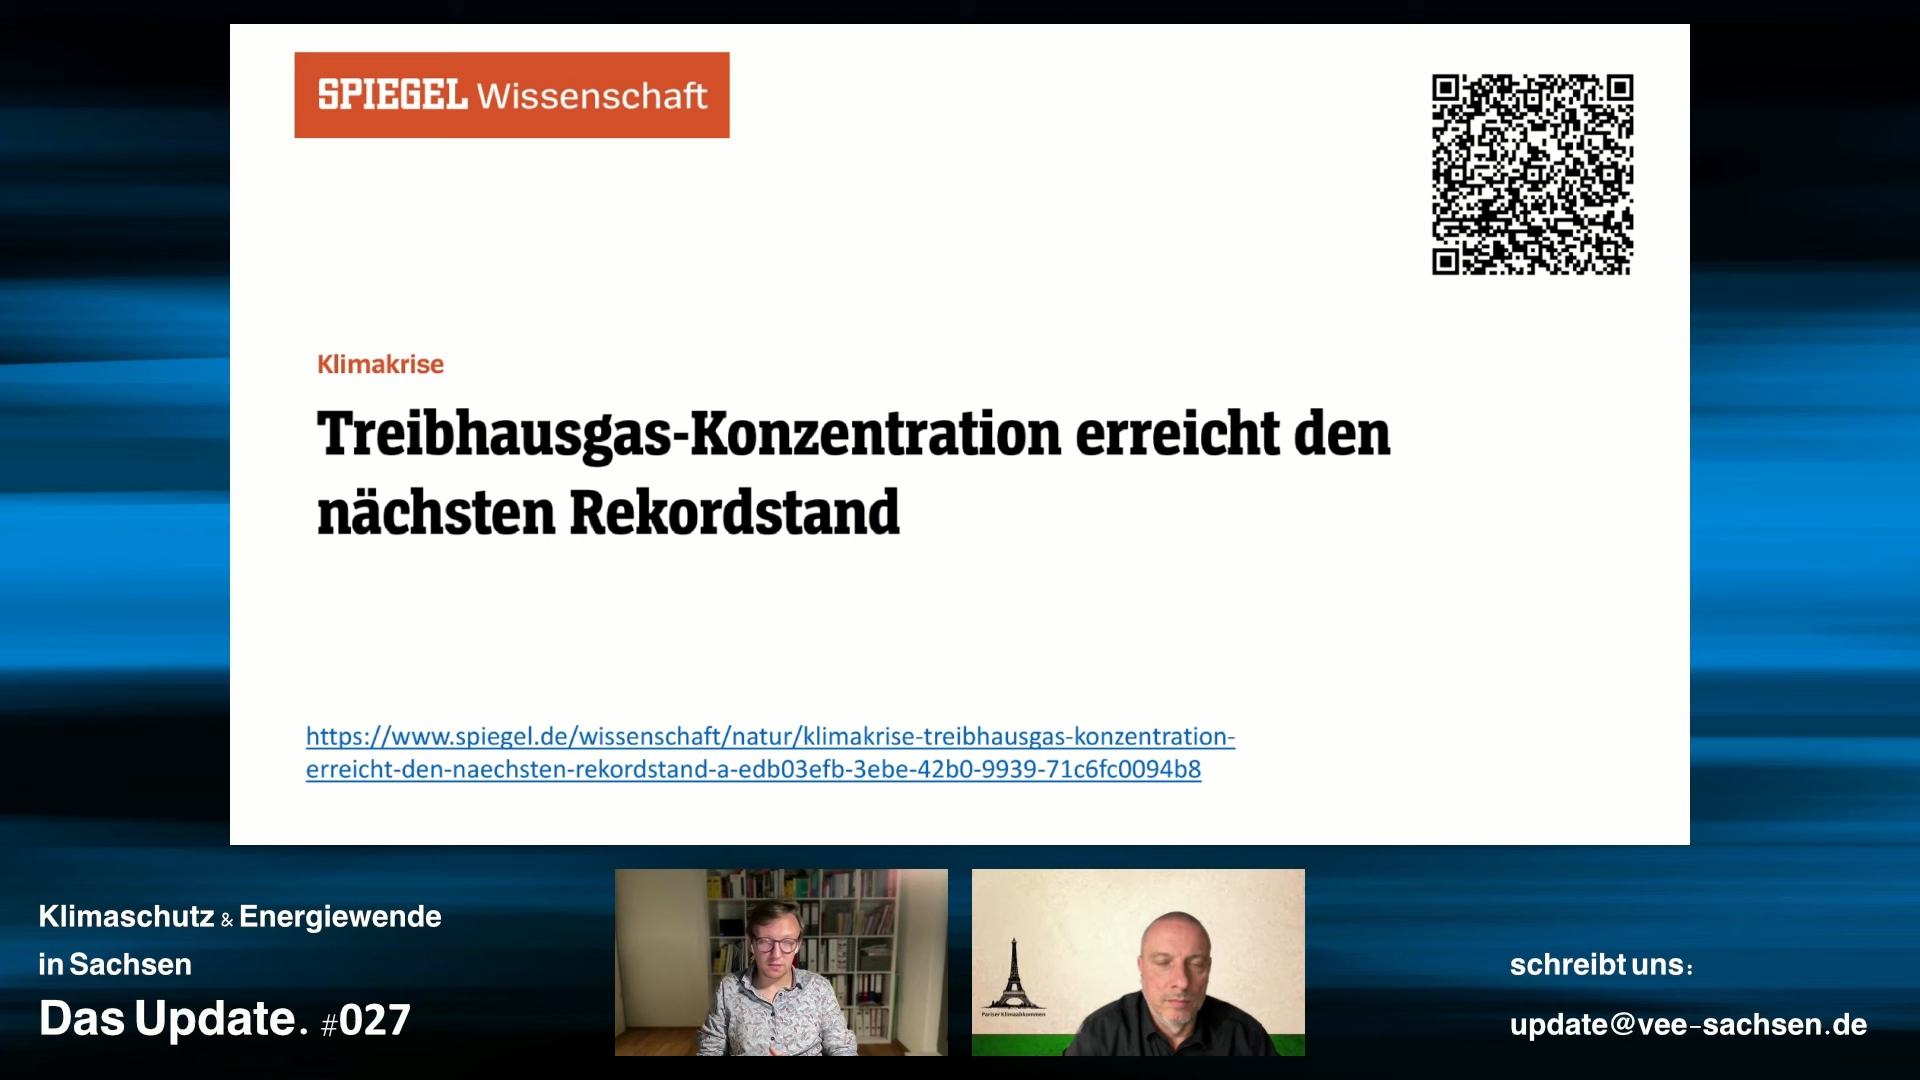 SPIEGEL Wissenschaft
Klimakrise
Treibhausgas-Konzentration erreicht den
nächsten Rekordstand
https://www.spiegel.de/wissenschaft/natur/klimakrise-treibhausgas-konzentration-
erreicht-den-naechsten-rekordstand-a-edb03efb-3ebe-42b0-9939-71c6fc0094b8
Klimaschutz & Energiewende
in Sachsen
Das Update. #027
Pariser Klimaabkommen
schreibt uns:
update@vee-sachsen.de